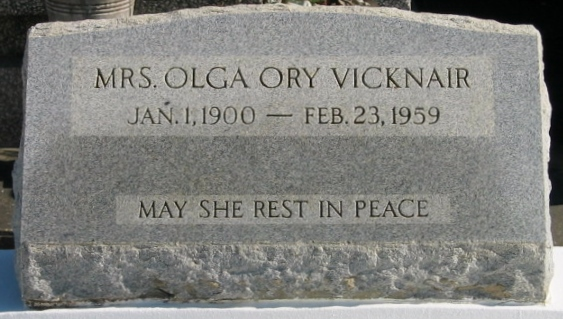 MRS. OLGA ORY VICKNAIR
JAN. 1, 1900 — FEB. 23, 1959
MAY SHE REST IN PEACE